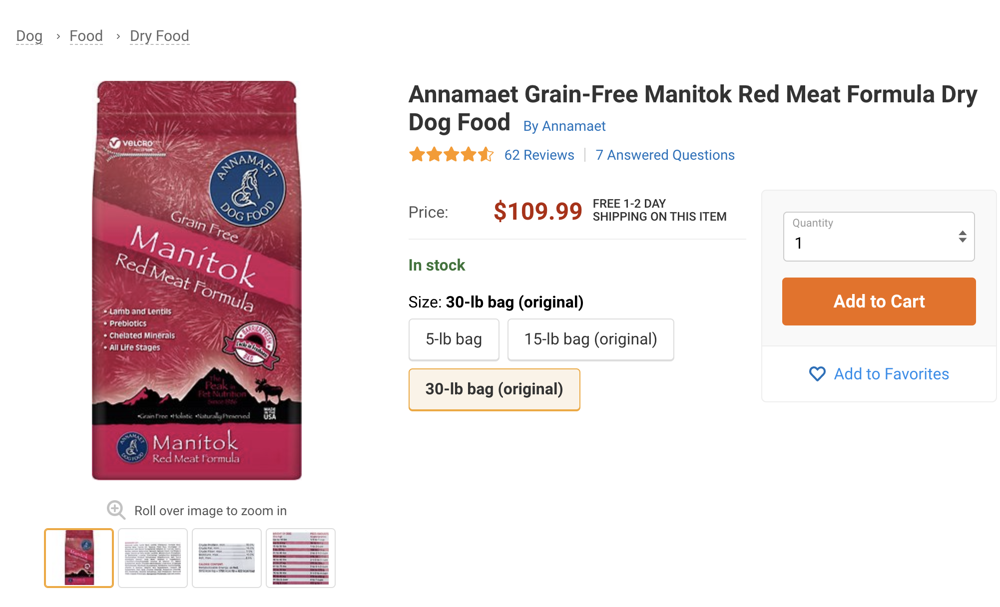 Dog › Food › Dry Food
VELCRO
ANNAMAET
DOG FOOD
Grain Free
Manitok
Red Meat Formula
• Lamb and Lentils
• Prebiotics
• Chelated Minerals
• All Life Stages
BARRIER FRESH
BAG
The
Peak in
Pet Nutrition
Since 1986
•Grain Free •Holistic •Naturally Preserved
MADE
IN THE
USA
ANNAMAET
DOG FOOD
Manitok
Red Meat Formula
Roll over image to zoom in
Annamaet Grain-Free Manitok Red Meat Formula Dry
Dog Food By Annamaet
62 Reviews | 7 Answered Questions
Price: $109.99 FREE 1-2 DAY
SHIPPING ON THIS ITEM
In stock
Size: 30-lb bag (original)
5-lb bag 15-lb bag (original)
30-lb bag (original)
Quantity
1
Add to Cart
Add to Favorites